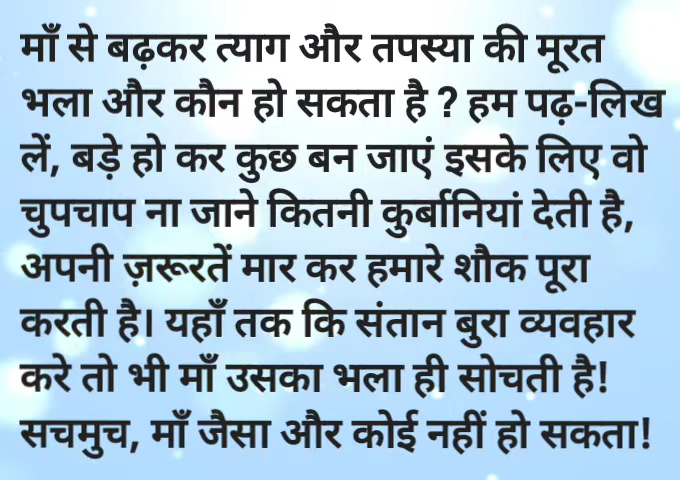 माँ से बढ़कर त्याग और तपस्या की मूरत
भला और कौन हो सकता है ? हम पढ़-लिख
लें, बड़े हो कर कुछ बन जाएं इसके लिए वो
चुपचाप ना जाने कितनी कुर्बानियां देती है,
अपनी ज़रूरतें मार कर हमारे शौक पूरा
करती है। यहाँ तक कि संतान बुरा व्यवहार
करे तो भी माँ उसका भला ही सोचती है!
सचमुच, माँ जैसा और कोई नहीं हो सकता!